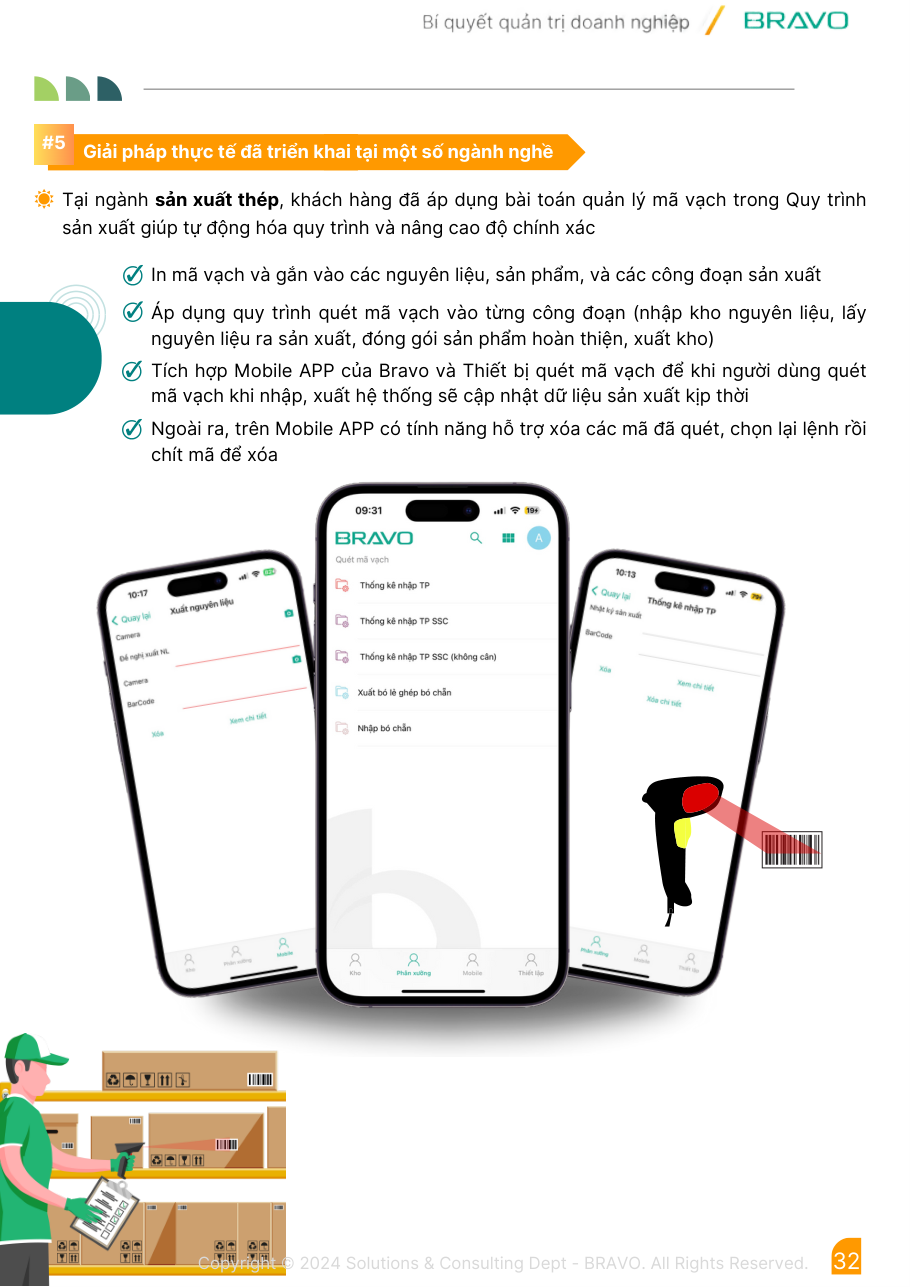 Bí quyết quản trị doanh nghiệp
BRAVO
#5
Giải pháp thực tế đã triển khai tại một số ngành nghề
Tại ngành sản xuất thép, khách hàng đã áp dụng bài toán quản lý mã vạch trong Quy trình
sản xuất giúp tự động hóa quy trình và nâng cao độ chính xác
In mã vạch và gắn vào các nguyên liệu, sản phẩm, và các công đoạn sản xuất
Áp dụng quy trình quét mã vạch vào từng công đoạn (nhập kho nguyên liệu, lấy
nguyên liệu ra sản xuất, đóng gói sản phẩm hoàn thiện, xuất kho)
Tích hợp Mobile APP của Bravo và Thiết bị quét mã vạch để khi người dùng quét
mã vạch khi nhập, xuất hệ thống sẽ cập nhật dữ liệu sản xuất kịp thời
Ngoài ra, trên Mobile APP có tính năng hỗ trợ xóa các mã đã quét, chọn lại lệnh rồi
chít mã để xóa
10:17
Quay lại
Xuất nguyên liệu
Camera
Đề nghị xuất NL
Camera
BarCode
Xóa
Xem chi tiết
Kho
Phân xưởng
Mobile
09:31
19
BRAVO
A
Quét mã vạch
Thống kê nhập TP
Thống kê nhập TP SSC
Thống kê nhập TP SSC (không cân)
Xuất bó lẻ ghép bó chẵn
Nhập bó chẵn
Kho
Phân xưởng
Mobile
Thiết lập
10:13
Quay lại
Thống kê nhập TP
Nhật ký sản xuất
BarCode
Xóa
Xem chi tiết
Xóa chi tiết
Phân xưởng
Mobile
Thiết lập
Copyright © 2024 Solutions & Consulting Dept - BRAVO. All Rights Reserved.
32